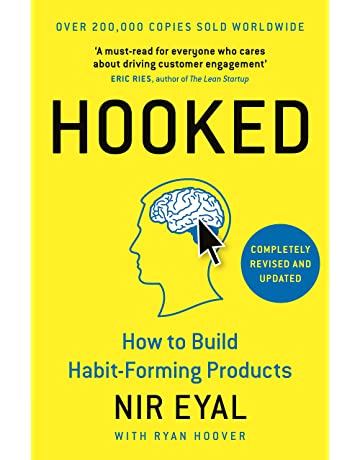 OVER 200,000 COPIES SOLD WORLDWIDE
‘A must-read for everyone who cares
about driving customer engagement’
ERIC RIES, author of The Lean Startup
HOOKED
COMPLETELY
REVISED AND
UPDATED
How to Build
Habit-Forming Products
NIR EYAL
WITH RYAN HOOVER